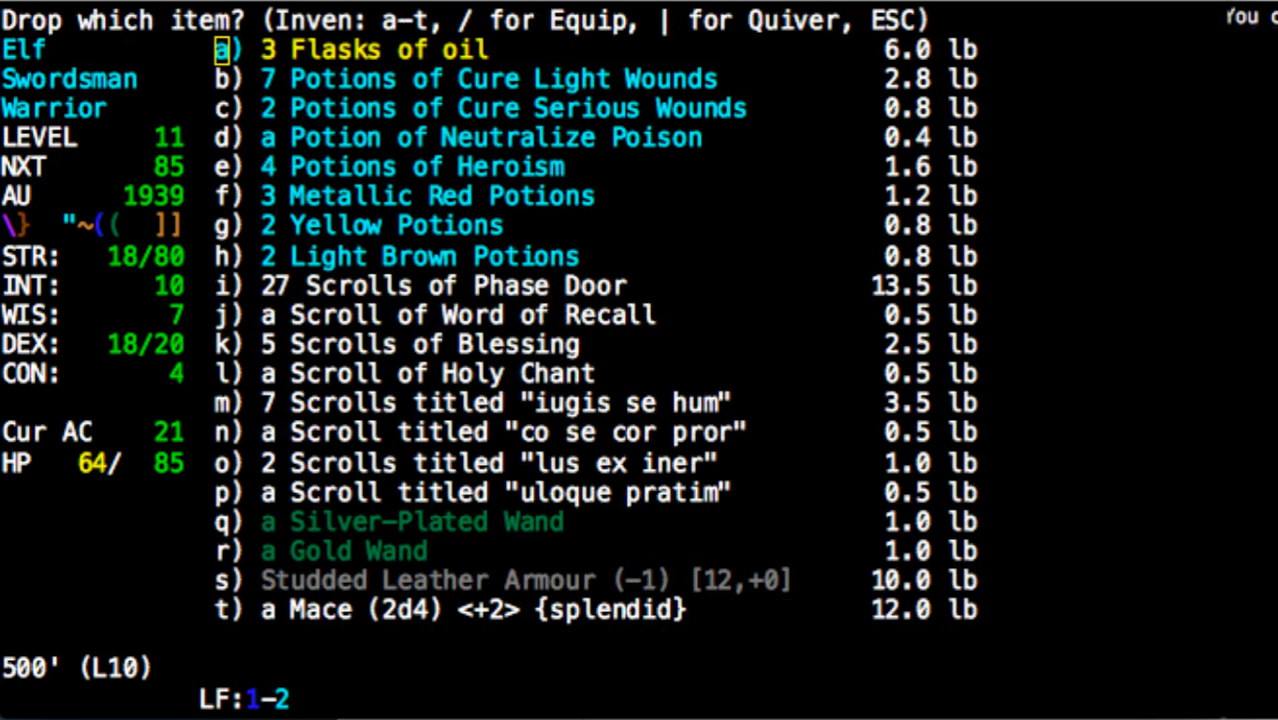 Drop which item? (Inven: a-t, / for Equip, | for Quiver, ESC) You
Elf a) 3 Flasks of oil 6.0 lb
Swordsman b) 7 Potions of Cure Light Wounds 2.8 lb
Warrior c) 2 Potions of Cure Serious Wounds 0.8 lb
LEVEL 11 d) a Potion of Neutralize Poison 0.4 lb
NXT 85 e) 4 Potions of Heroism 1.6 lb
AU 1939 f) 3 Metallic Red Potions 1.2 lb
\} "~(( ]] g) 2 Yellow Potions 0.8 lb
STR: 18/80 h) 2 Light Brown Potions 0.8 lb
INT: 10 i) 27 Scrolls of Phase Door 13.5 lb
WIS: 7 j) a Scroll of Word of Recall 0.5 lb
DEX: 18/20 k) 5 Scrolls of Blessing 2.5 lb
CON: 4 l) a Scroll of Holy Chant 0.5 lb
m) 7 Scrolls titled "iugis se hum" 3.5 lb
Cur AC 21 n) a Scroll titled "co se cor pror" 0.5 lb
HP 64/ 85 o) 2 Scrolls titled "lus ex iner" 1.0 lb
p) a Scroll titled "uloque pratim" 0.5 lb
q) a Silver-Plated Wand 1.0 lb
r) a Gold Wand 1.0 lb
s) Studded Leather Armour (-1) [12,+0] 10.0 lb
t) a Mace (2d4) <+2> {splendid} 12.0 lb
500' (L10)
LF:1-2